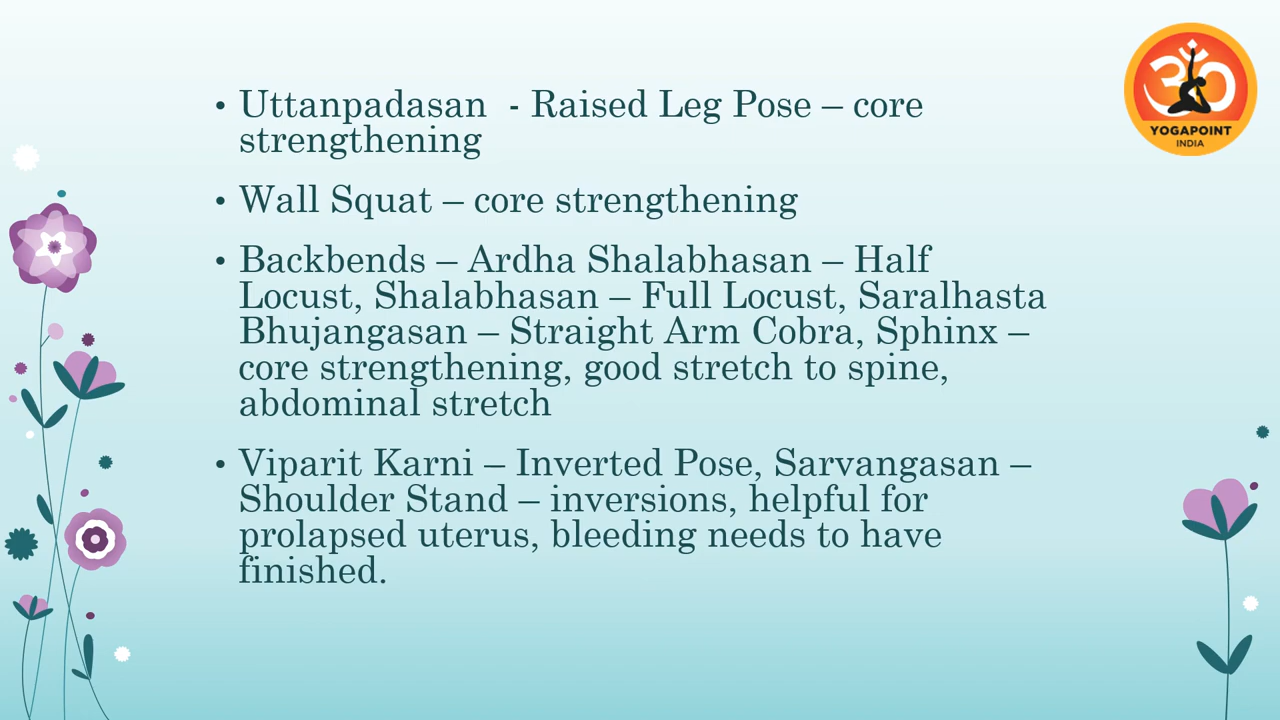 • Uttanpadasan - Raised Leg Pose – core
strengthening
• Wall Squat – core strengthening
• Backbends – Ardha Shalabhasan – Half
Locust, Shalabhasan – Full Locust, Saralhasta
Bhujangasan – Straight Arm Cobra, Sphinx –
core strengthening, good stretch to spine,
abdominal stretch
• Viparit Karni – Inverted Pose, Sarvangasan –
Shoulder Stand – inversions, helpful for
prolapsed uterus, bleeding needs to have
finished.
ॐ
YOGAPOINT
INDIA